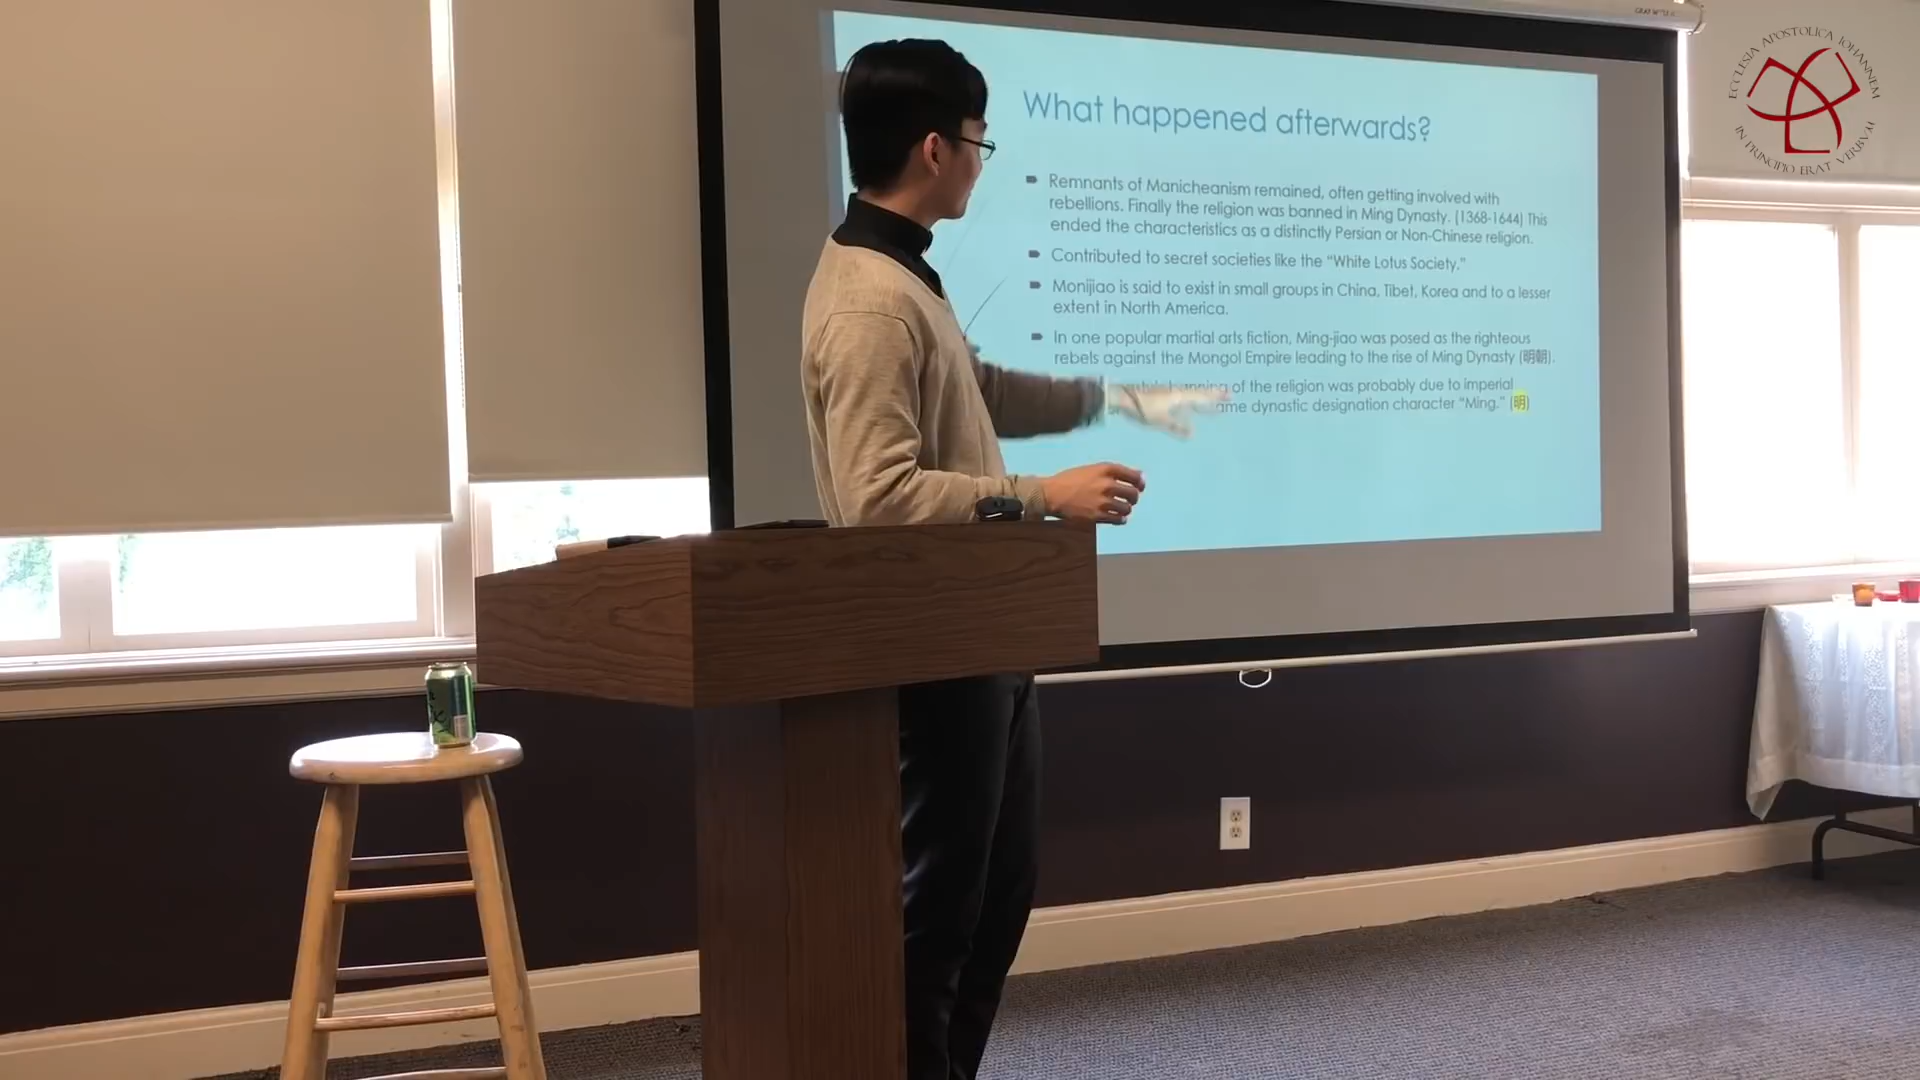 What happened afterwards?
Remnants of Manicheanism remained, often getting involved with
rebellions. Finally the religion was banned in Ming Dynasty. (1368-1644) This
ended the characteristics as a distinctly Persian or Non-Chinese religion.
Contributed to secret societies like the “White Lotus Society.”
Monijiao is said to exist in small groups in China, Tibet, Korea and to a lesser
extent in North America.
In one popular martial arts fiction, Ming-jiao was posed as the righteous
rebels against the Mongol Empire leading to the rise of Ming Dynasty (明朝).
banning of the religion was probably due to imperial
dynastic designation character “Ming.” (明)
ECCLESIA APOSTOLICA IOHANNEM
IN PRINCIPIO ERAT VERBVM